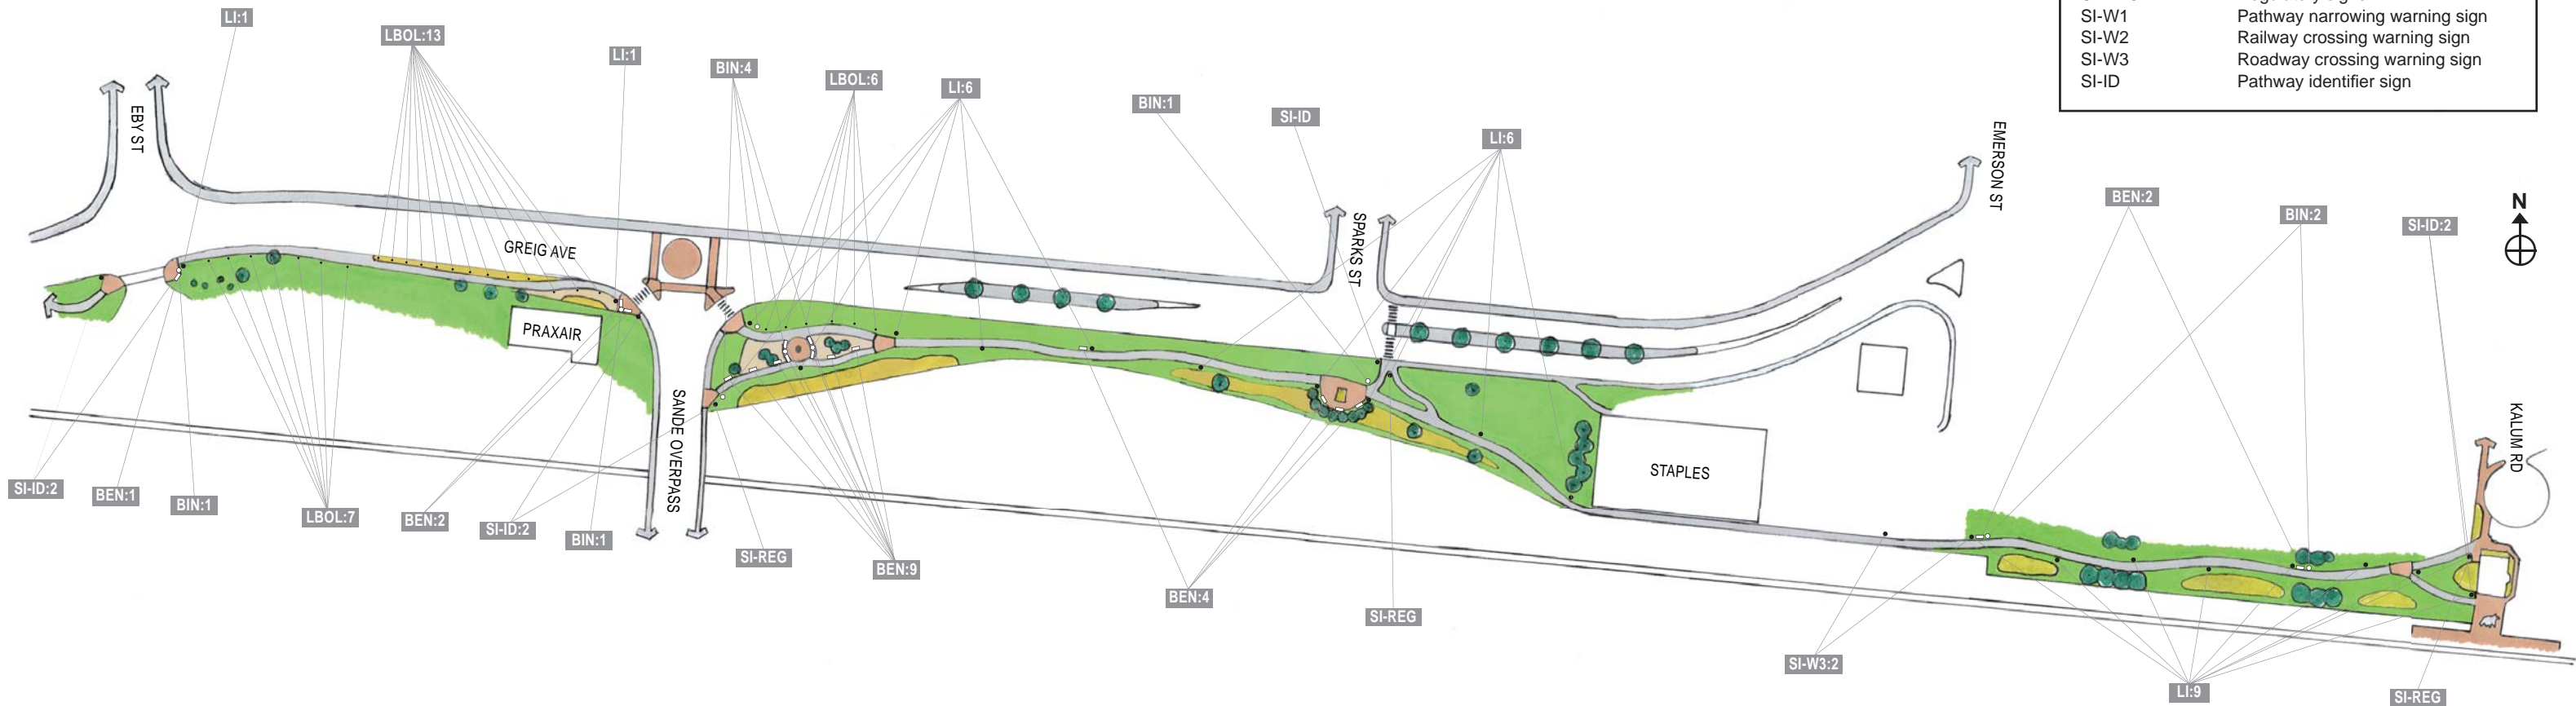 SI-W1 Pathway narrowing warning sign
SI-W2 Railway crossing warning sign
SI-W3 Roadway crossing warning sign
SI-ID Pathway identifier sign
LI:1
LBOL:13
LI:1
BIN:4
LBOL:6
LI:6
BIN:1
SI-ID
LI:6
BEN:2
BIN:2
SI-ID:2
N
EBY ST
GREIG AVE
SPARKS ST
EMERSON ST
PRAXAIR
SANDE OVERPASS
STAPLES
KALUM RD
SI-ID:2
BEN:1
BIN:1
LBOL:7
BEN:2
SI-ID:2
BIN:1
SI-REG
BEN:9
BEN:4
SI-REG
SI-W3:2
LI:9
SI-REG